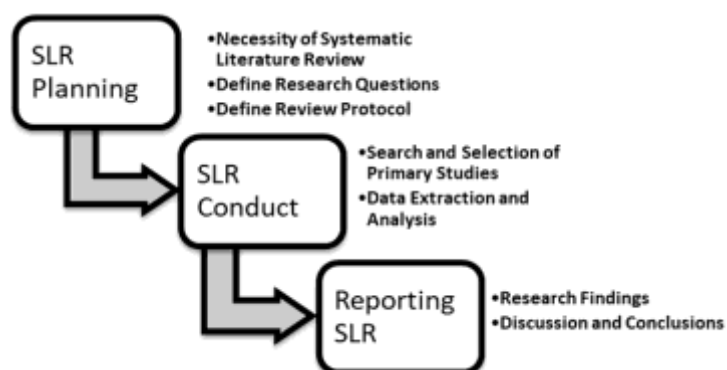 SLR
Planning
•Necessity of Systematic
Literature Review
•Define Research Questions
•Define Review Protocol
SLR
Conduct
•Search and Selection of
Primary Studies
•Data Extraction and
Analysis
Reporting
SLR
•Research Findings
•Discussion and Conclusions